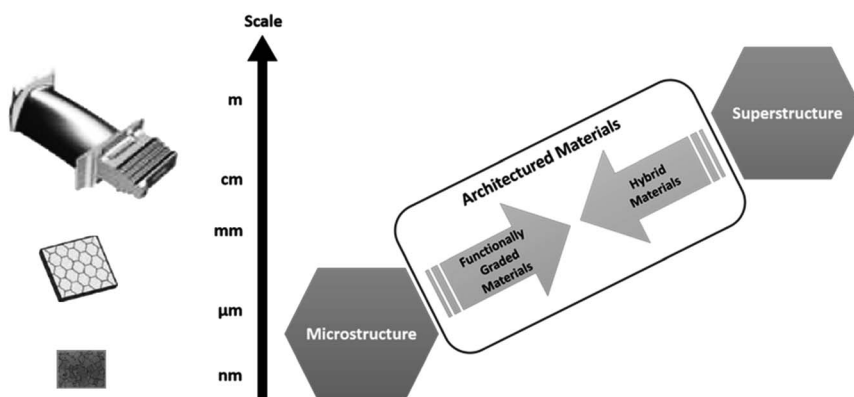 Scale
m
cm
mm
μm
nm
Superstructure
Architectured Materials
Hybrid
Materials
Functionally
Graded
Materials
Microstructure